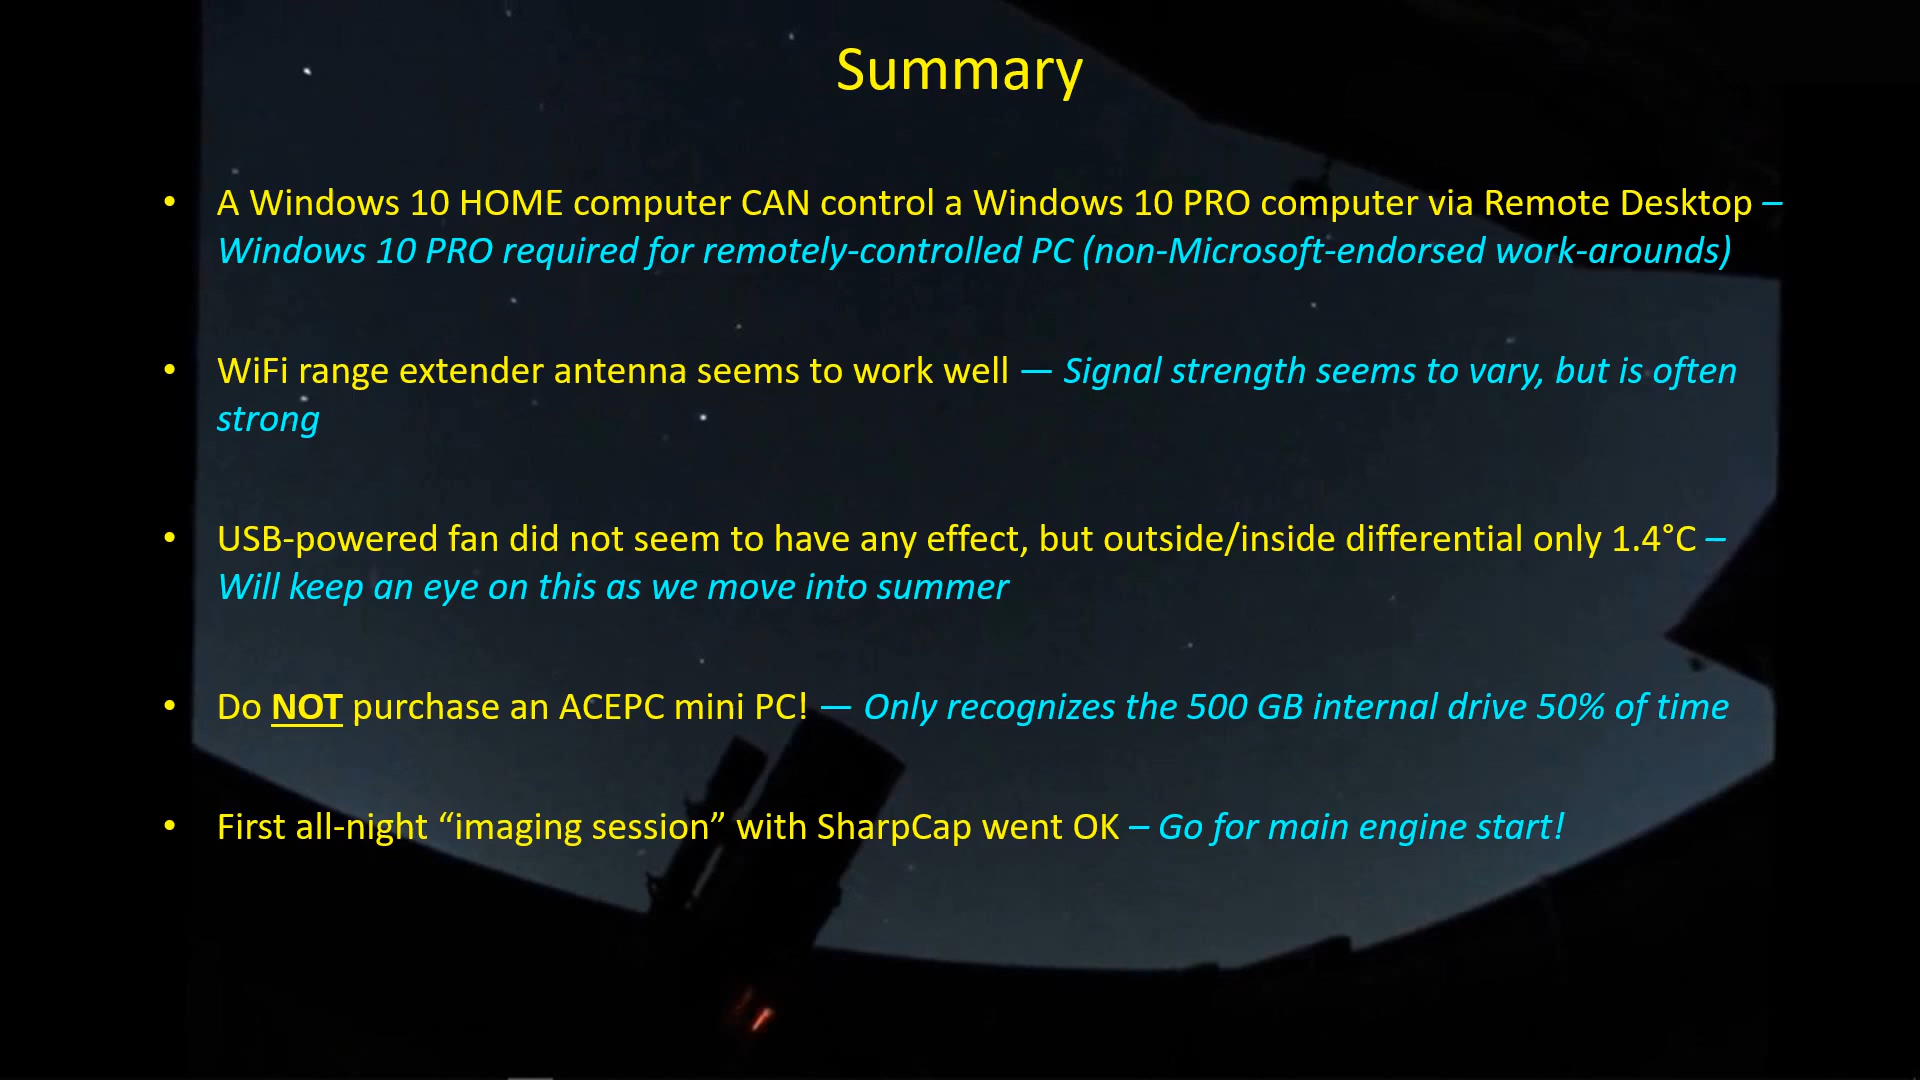 Summary
• A Windows 10 HOME computer CAN control a Windows 10 PRO computer via Remote Desktop –
Windows 10 PRO required for remotely-controlled PC (non-Microsoft-endorsed work-arounds)
• WiFi range extender antenna seems to work well — Signal strength seems to vary, but is often
strong
• USB-powered fan did not seem to have any effect, but outside/inside differential only 1.4°C –
Will keep an eye on this as we move into summer
• Do NOT purchase an ACEPC mini PC! — Only recognizes the 500 GB internal drive 50% of time
• First all-night “imaging session” with SharpCap went OK – Go for main engine start!